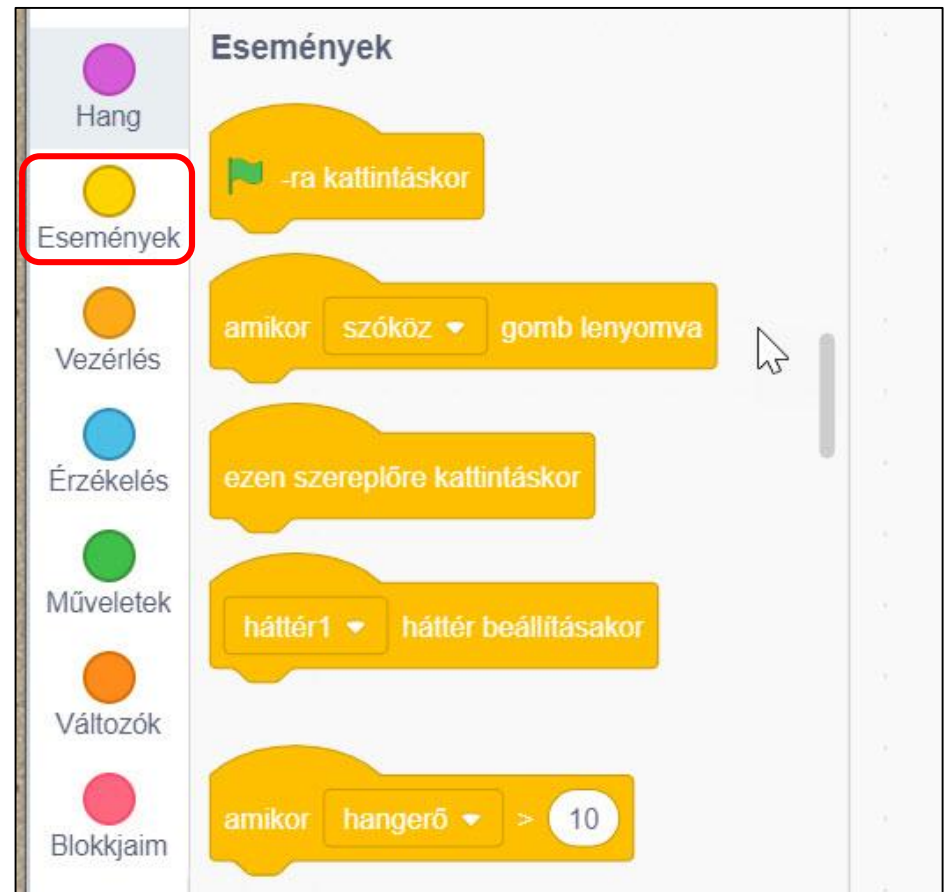 Események
Hang
-ra kattintáskor
Események
amikor szóköz gomb lenyomva
Vezérlés
Érzékelés
ezen szereplőre kattintáskor
Műveletek
háttér1 háttér beállításakor
Változók
amikor hangerő > 10
Blokkjaim